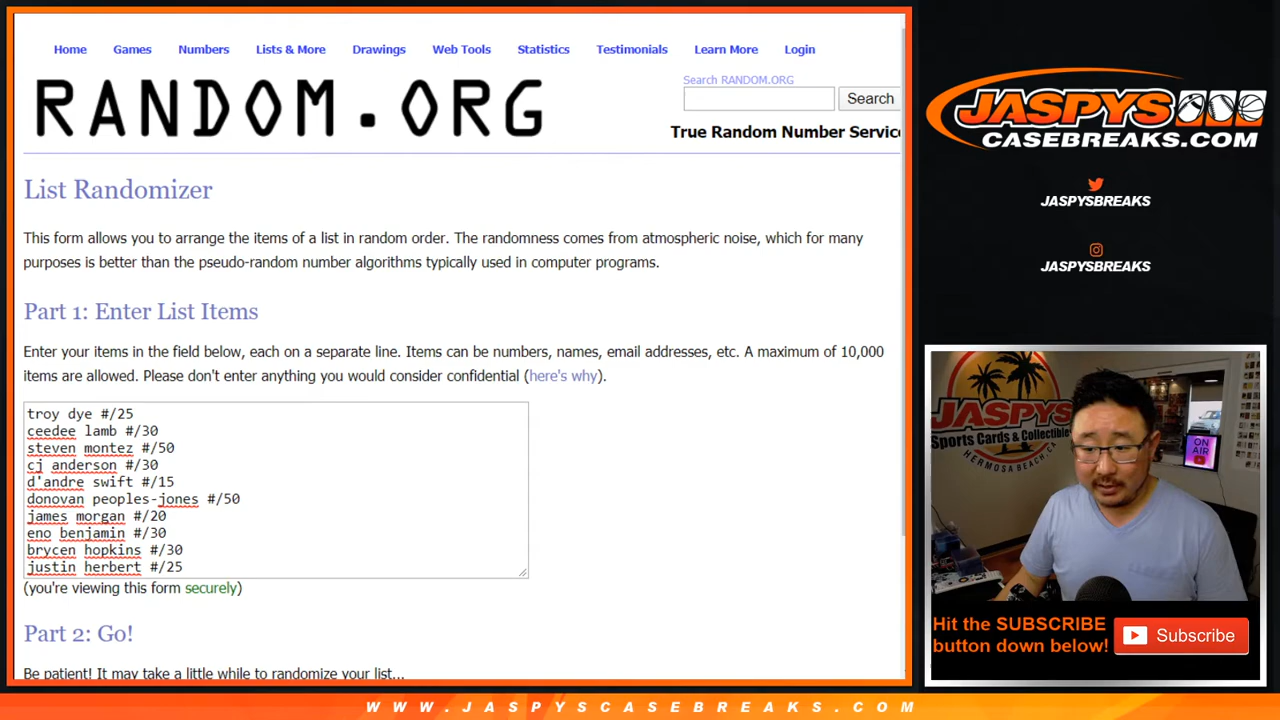 Home Games Numbers Lists & More Drawings Web Tools Statistics Testimonials Learn More Login
RANDOM.ORG
Search RANDOM.ORG
Search
True Random Number Servic
List Randomizer
This form allows you to arrange the items of a list in random order. The randomness comes from atmospheric noise, which for many
purposes is better than the pseudo-random number algorithms typically used in computer programs.
Part 1: Enter List Items
Enter your items in the field below, each on a separate line. Items can be numbers, names, email addresses, etc. A maximum of 10,000
items are allowed. Please don't enter anything you would consider confidential (here's why).
troy dye #/25
ceedee lamb #/30
steven montez #/50
cj anderson #/30
d'andre swift #/15
donovan peoples-jones #/50
james morgan #/20
eno benjamin #/30
brycen hopkins #/30
justin herbert #/25
(you're viewing this form securely)
Part 2: Go!
Be patient! It may take a little while to randomize your list...
JASPYS
CASEBREAKS.COM
JASPYSBREAKS
JASPYSBREAKS
JASPYS
Sports Cards & Collectibles
HERMOSA BEACH, CA
ON
AIR
Hit the SUBSCRIBE
button down below!
Subscribe
WWW.JASPYSCASEBREAKS.COM